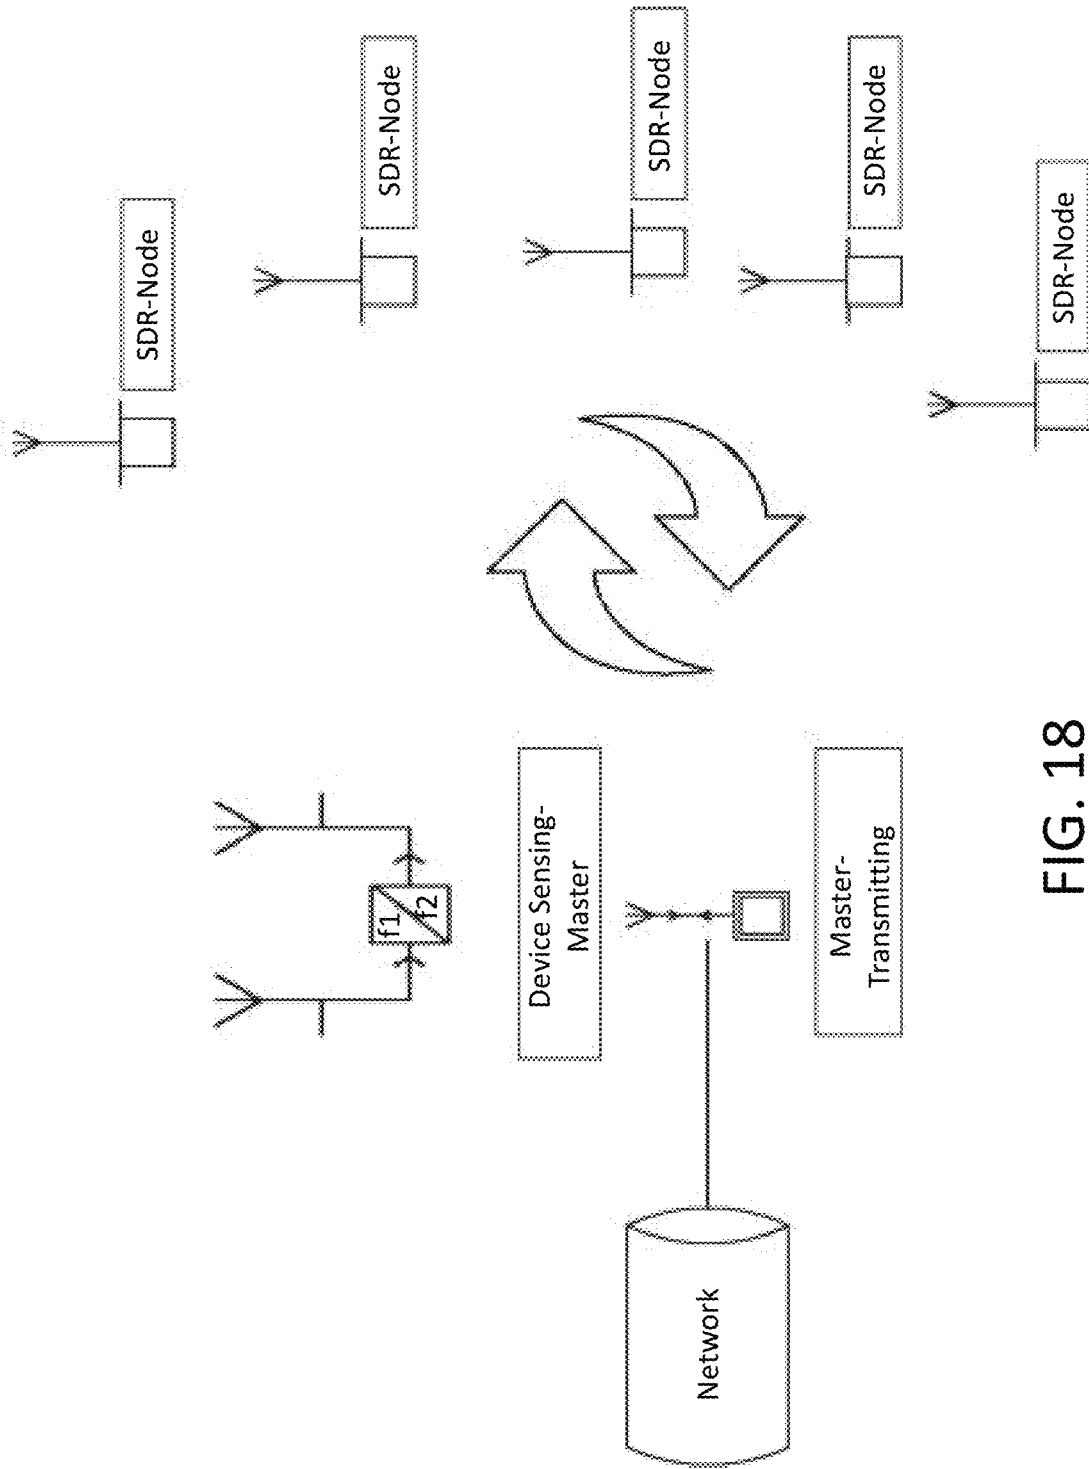 SDR-Node
SDR-Node
SDR-Node
SDR-Node
SDR-Node
f1
f2
Device Sensing-
Master
Master-
Transmitting
Network
FIG. 18